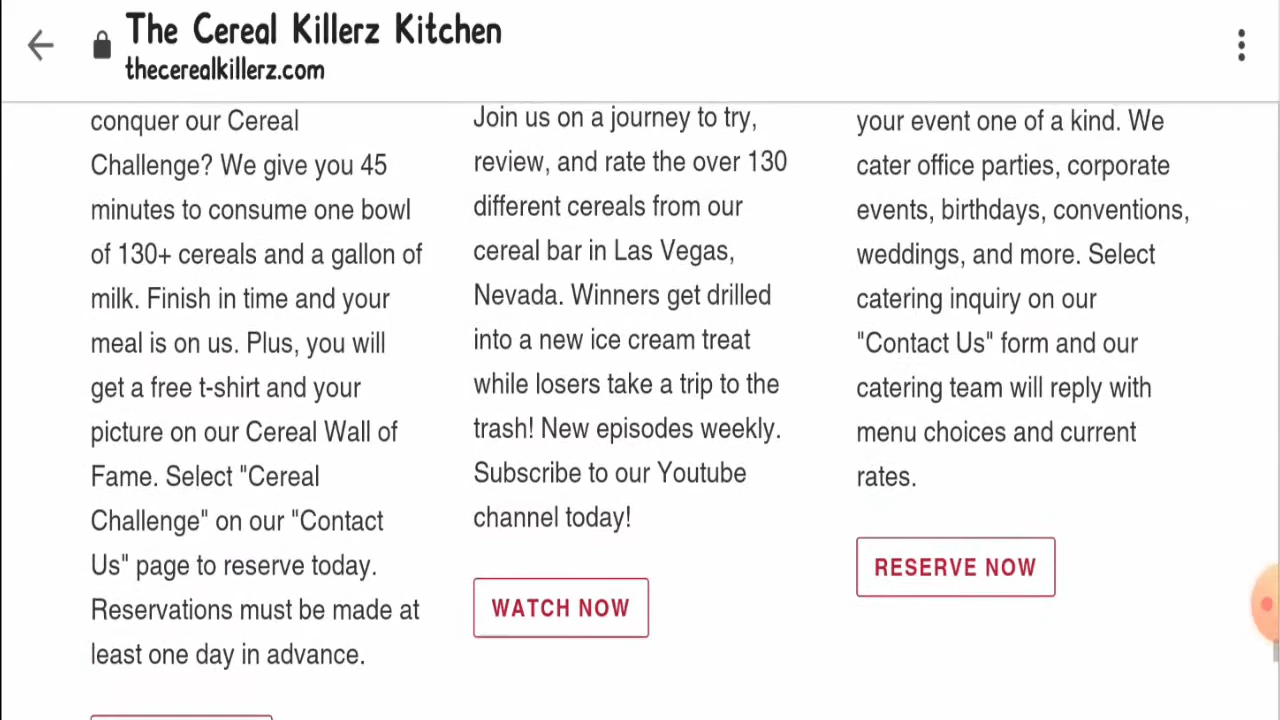 The Cereal Killerz Kitchen
thecerealkillerz.com
conquer our Cereal
Challenge? We give you 45
minutes to consume one bowl
of 130+ cereals and a gallon of
milk. Finish in time and your
meal is on us. Plus, you will
get a free t-shirt and your
picture on our Cereal Wall of
Fame. Select "Cereal
Challenge" on our "Contact
Us" page to reserve today.
Reservations must be made at
least one day in advance.
Join us on a journey to try,
review, and rate the over 130
different cereals from our
cereal bar in Las Vegas,
Nevada. Winners get drilled
into a new ice cream treat
while losers take a trip to the
trash! New episodes weekly.
Subscribe to our Youtube
channel today!
WATCH NOW
your event one of a kind. We
cater office parties, corporate
events, birthdays, conventions,
weddings, and more. Select
catering inquiry on our
"Contact Us" form and our
catering team will reply with
menu choices and current
rates.
RESERVE NOW